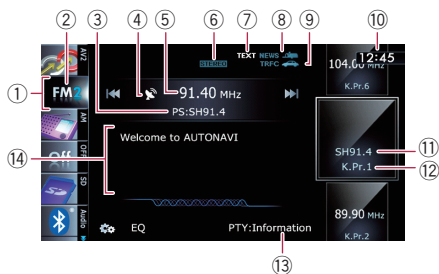 ② ③ ④ ⑤ ⑥ ⑦ ⑧ ⑨ ⑩
TEXT NEWS
STEREO TRFC
12:45
104.00 MHz
K.Pr.6
AV2
① FM2
AM
Off OFF
SD
Audio
91.40 MHz
PS:SH91.4
⑭ Welcome to AUTONAVI
SH91.4 ⑪
K.Pr.1 ⑫
89.90 MHz
K.Pr.2
EQ PTY:Information
⑬